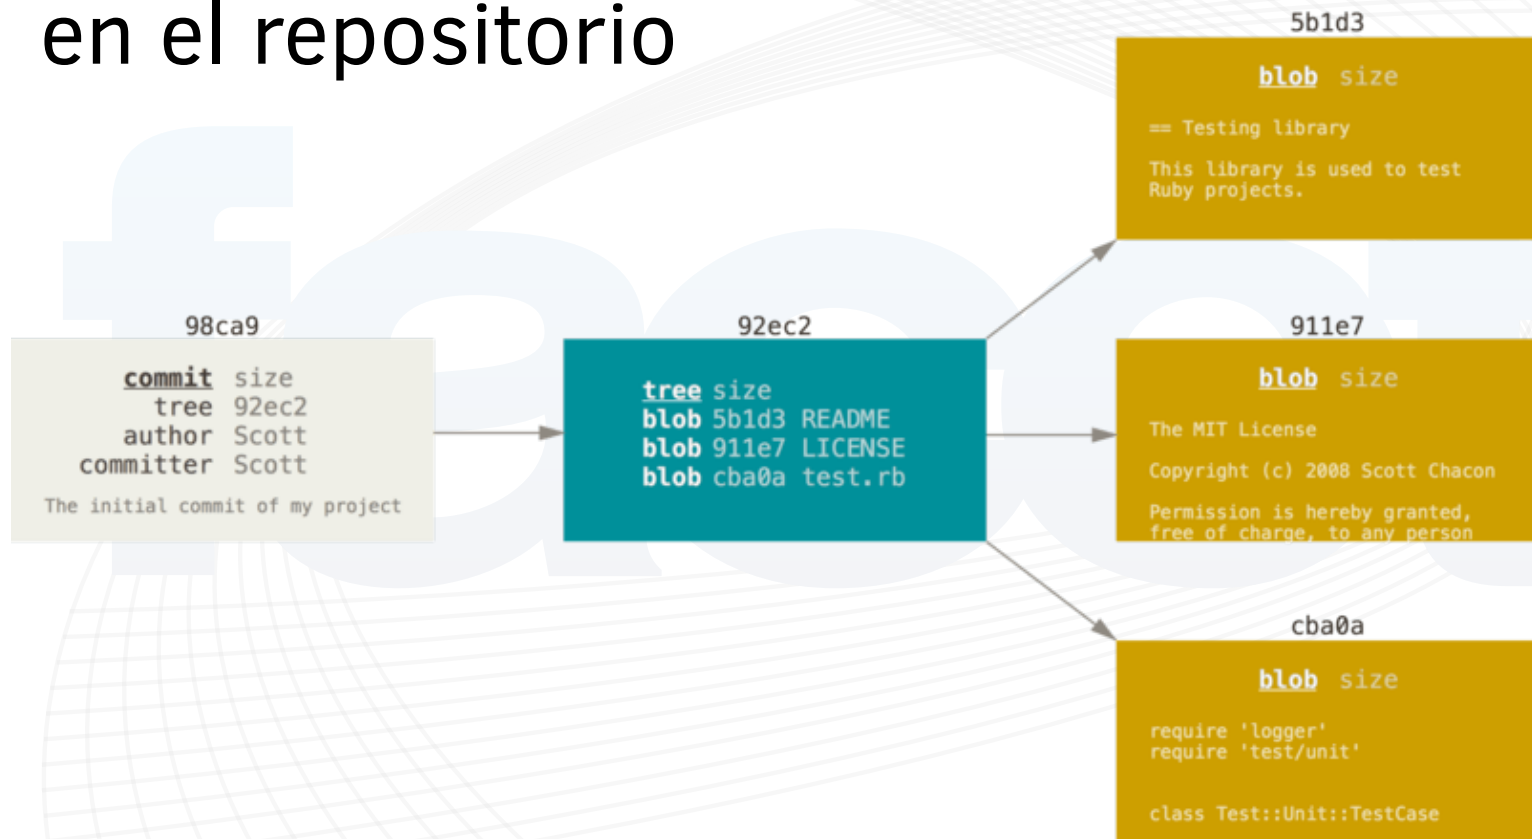 en el repositorio
98ca9
commit size
tree 92ec2
author Scott
committer Scott
The initial commit of my project
92ec2
tree size
blob 5b1d3 README
blob 911e7 LICENSE
blob cba0a test.rb
5b1d3
blob size
== Testing library
This library is used to test
Ruby projects.
911e7
blob size
The MIT License
Copyright (c) 2008 Scott Chacon
Permission is hereby granted,
free of charge, to any person
cba0a
blob size
require 'logger'
require 'test/unit'
class Test::Unit::TestCase